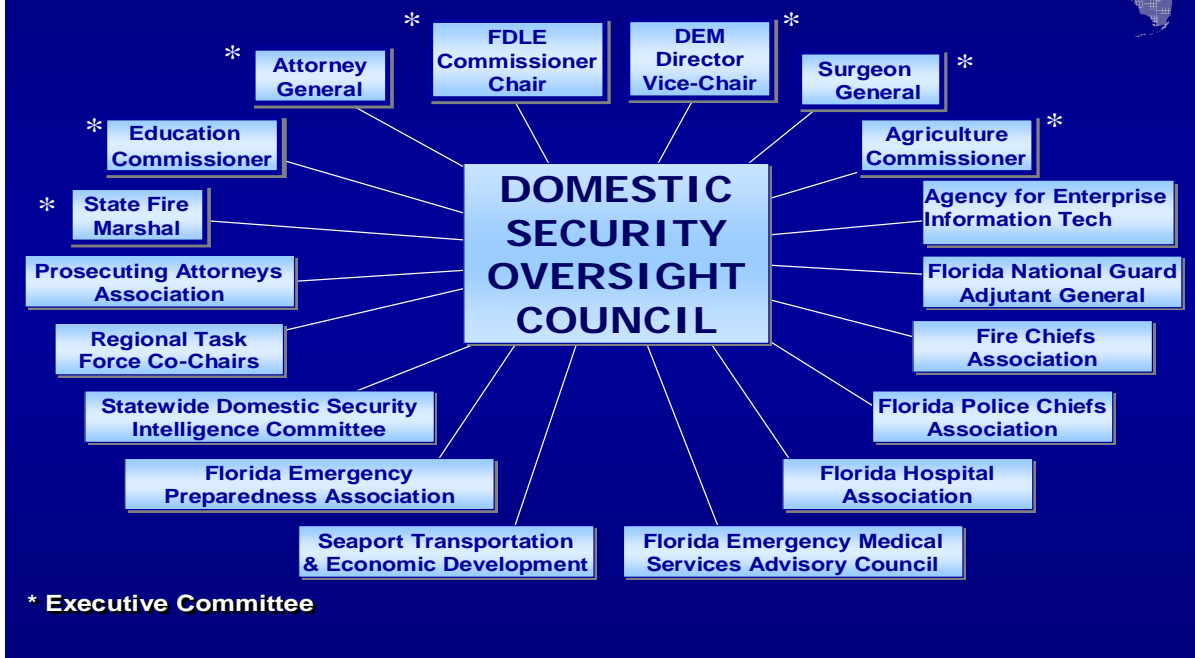 *
FDLE
Commissioner
Chair
*
DEM
Director
Vice-Chair
*
Attorney
General
Surgeon
General
*
*
Education
Commissioner
Agriculture
Commissioner
*
*
State Fire
Marshal
Agency for Enterprise
Information Tech
DOMESTIC
SECURITY
OVERSIGHT
COUNCIL
Prosecuting Attorneys
Association
Florida National Guard
Adjutant General
Regional Task
Force Co-Chairs
Fire Chiefs
Association
Statewide Domestic Security
Intelligence Committee
Florida Police Chiefs
Association
Florida Emergency
Preparedness Association
Florida Hospital
Association
Seaport Transportation
& Economic Development
Florida Emergency Medical
Services Advisory Council
* Executive Committee